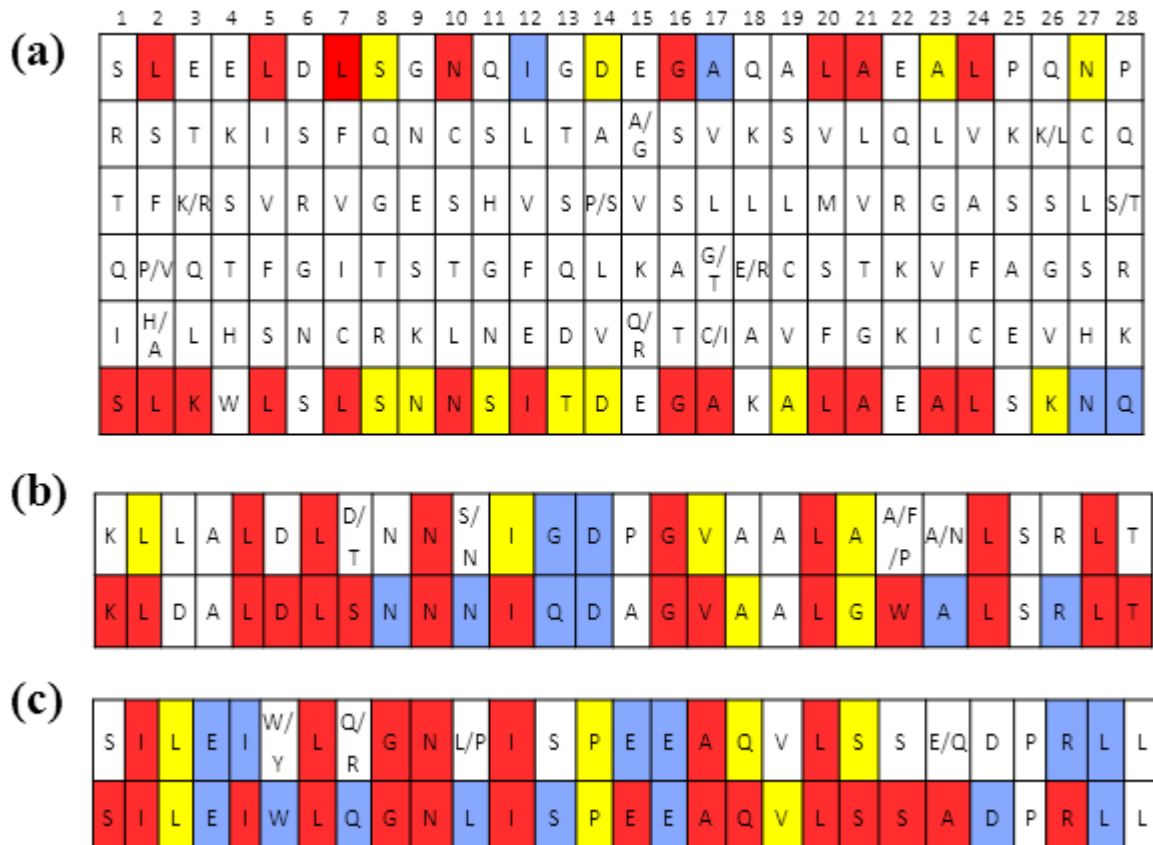 1 2 3 4 5 6 7 8 9 10 11 12 13 14 15 16 17 18 19 20 21 22 23 24 25 26 27 28
(a)
S L E E L D L S G N Q I G D E G A Q A L A E A L P Q N P
R S T K I S F Q N C S L T A A/G S V K S V L Q L V K K/L C Q
T F K/R S V R V G E S H V S P/S V S L L L M V R G A S S L S/T
Q P/V Q T F G I T S T G F Q L K A G/T E/R C S T K V F A G S R
I H/A L H S N C R K L N E D V Q/R T C/I A V F G K I C E V H K
S L K W L S L S N N S I T D E G A K A L A E A L S K N Q
(b)
K L L A L D L D/T N N S/N I G D P G V A A L A A/F/P A/N L S R L T
K L D A L D L S N N N I Q D A G V A A L G W A L S R L T
(c)
S I L E I W/Y L Q/R G N L/P I S P E E A Q V L S S E/Q D P R L L
S I L E I W L Q G N L I S P E E A Q V L S S A D P R L L